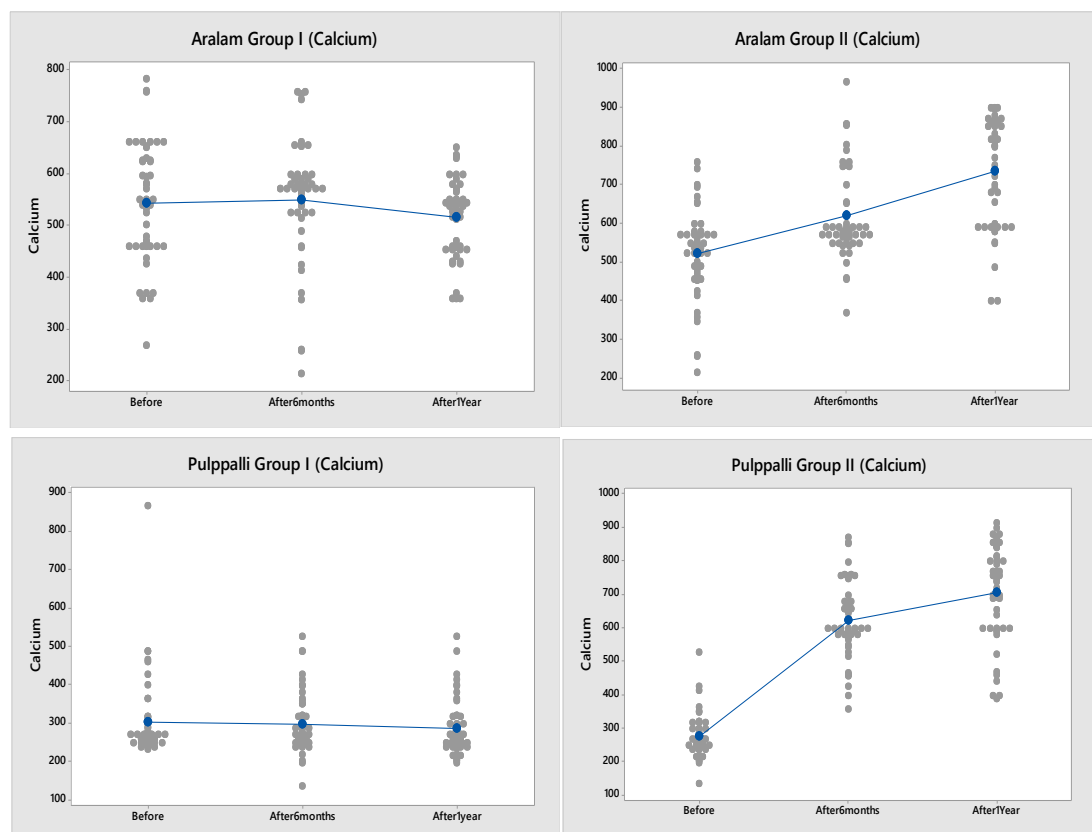 Aralam Group I (Calcium)
800
700
600
500
400
300
200
Calcium
Before
After6months
After1Year
Aralam Group II (Calcium)
1000
900
800
700
600
500
400
300
200
calcium
Before
After6months
After1Year
Pulppalli Group I (Calcium)
900
800
700
600
500
400
300
200
100
Calcium
Before
After6months
After1year
Pulppalli Group II (Calcium)
1000
900
800
700
600
500
400
300
200
100
Calcium
Before
After6months
After1Year